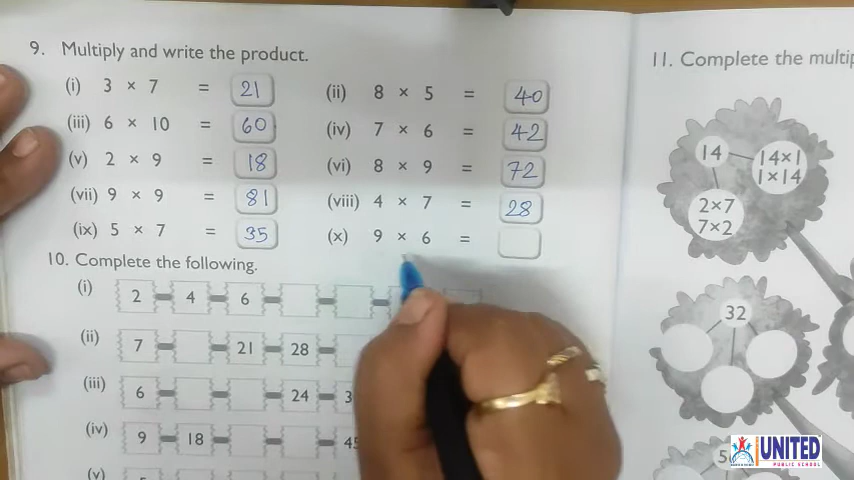 9. Multiply and write the product.
(i) 3 × 7 = 21
(ii) 8 × 5 = 40
(iii) 6 × 10 = 60
(iv) 7 × 6 = 42
(v) 2 × 9 = 18
(vi) 8 × 9 = 72
(vii) 9 × 9 = 81
(viii) 4 × 7 = 28
(ix) 5 × 7 = 35
(x) 9 × 6 =
10. Complete the following.
(i) 2 4 6
(ii) 7 21 28
(iii) 6 24
(iv) 9 18 45
(v)
11. Complete the
14
14×1
1×14
2×7
7×2
32
UNITED
PUBLIC SCHOOL